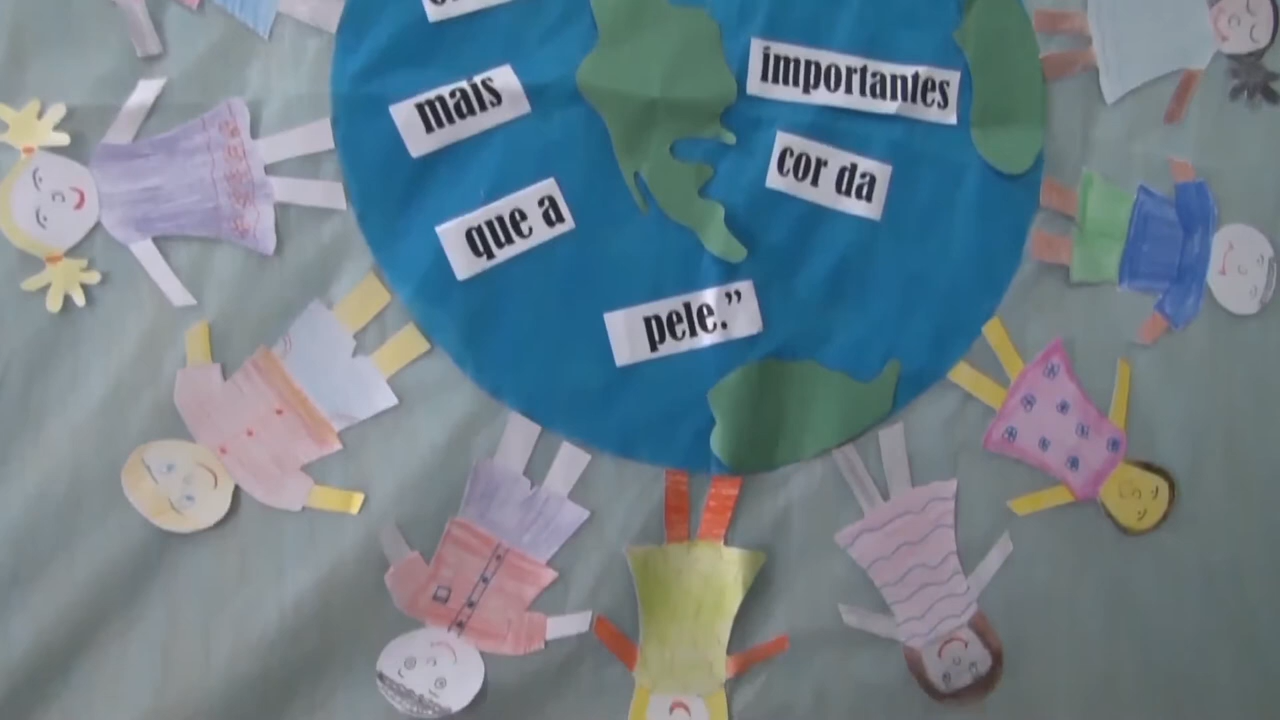 mais
importantes
que a
cor da
pele.”